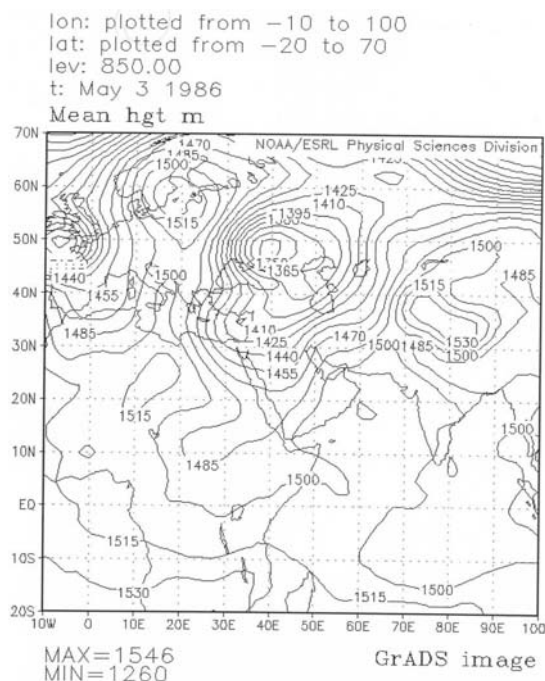 lon: plotted from −10 to 100
lat: plotted from −20 to 70
lev: 850.00
t: May 3 1986
Mean hgt m
70N
NOAA/ESRL Physical Sciences Division
1470
1485
1500
1425
60N
1425
1410
1515
1395
50N
1500
1440
1500
1365
1485
1455
1515
40N
1410
1485
1470
1500
1485
1530
1425
1500
30N
1440
1455
1515
20N
1500
10N
1485
1500
EQ
1515
10S
1530
1500
1515
20S
10W 0 10E 20E 30E 40E 50E 60E 70E 80E 90E 100E
MAX=1546
MIN=1260
GrADS image